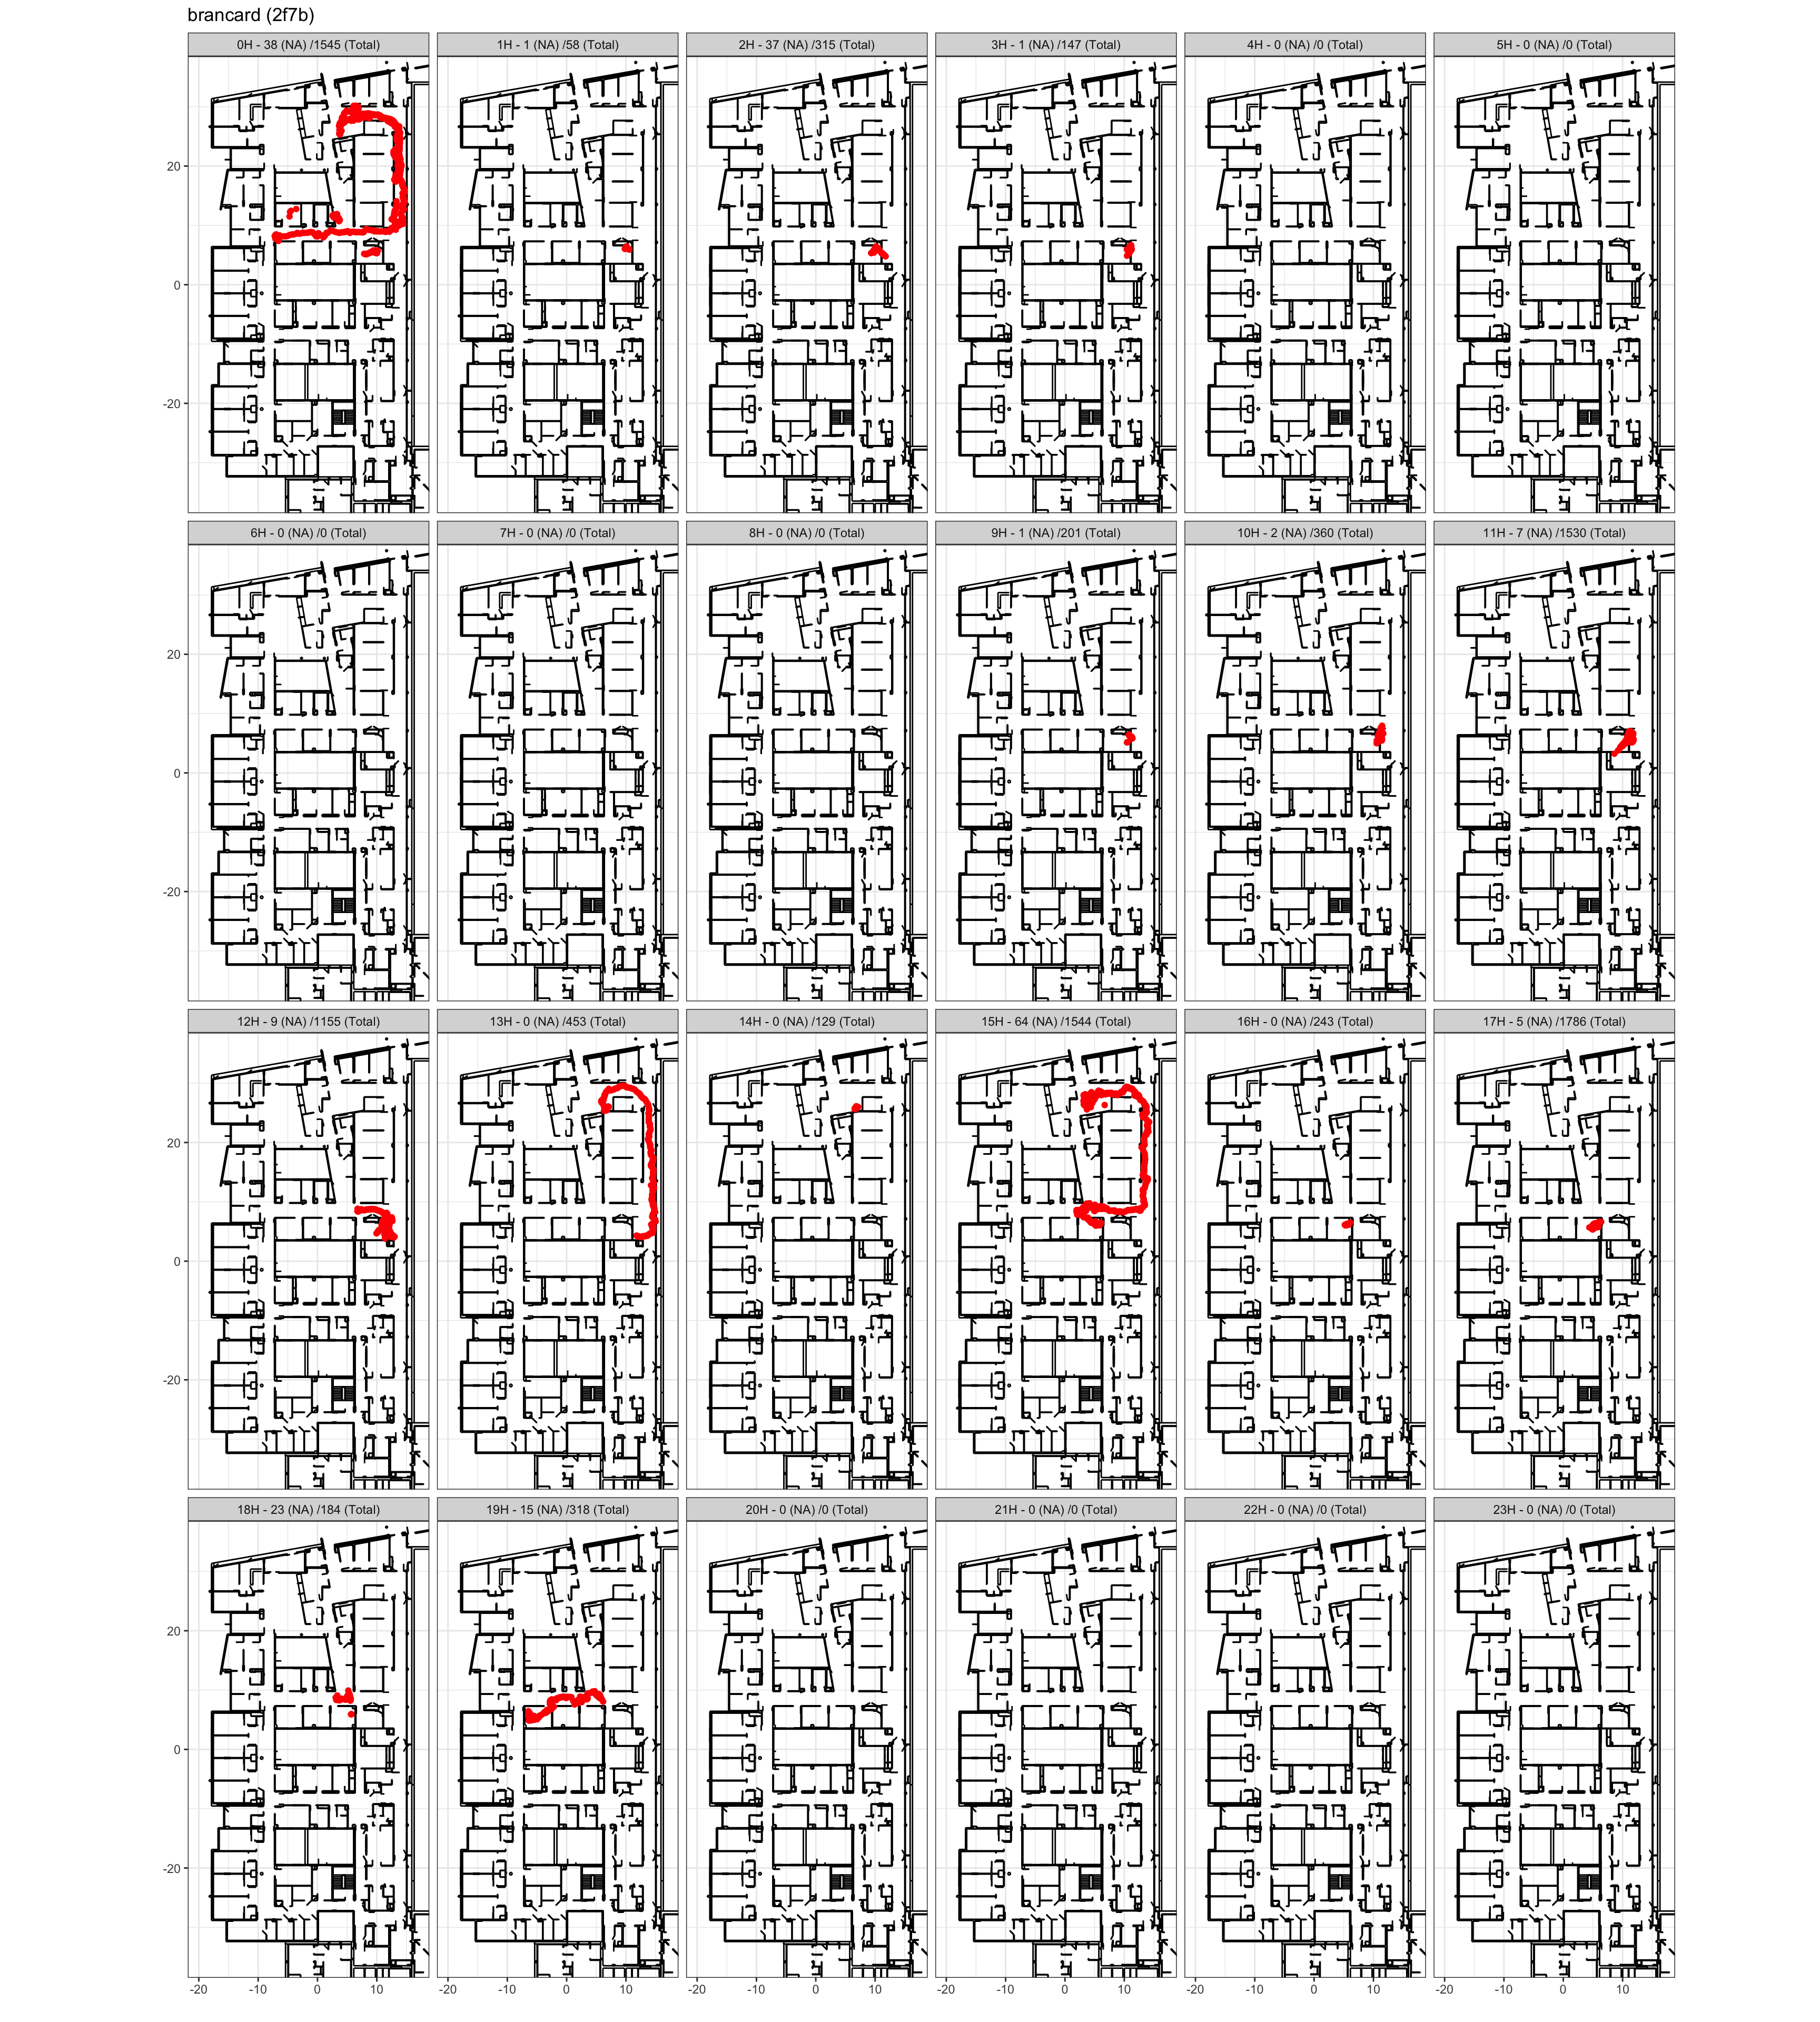 brancard (2f7b)
0H - 38 (NA) /1545 (Total)
1H - 1 (NA) /58 (Total)
2H - 37 (NA) /315 (Total)
3H - 1 (NA) /147 (Total)
4H - 0 (NA) /0 (Total)
5H - 0 (NA) /0 (Total)
20
0
-20
6H - 0 (NA) /0 (Total)
7H - 0 (NA) /0 (Total)
8H - 0 (NA) /0 (Total)
9H - 1 (NA) /201 (Total)
10H - 2 (NA) /360 (Total)
11H - 7 (NA) /1530 (Total)
20
0
-20
12H - 9 (NA) /1155 (Total)
13H - 0 (NA) /453 (Total)
14H - 0 (NA) /129 (Total)
15H - 64 (NA) /1544 (Total)
16H - 0 (NA) /243 (Total)
17H - 5 (NA) /1786 (Total)
20
0
-20
18H - 23 (NA) /184 (Total)
19H - 15 (NA) /318 (Total)
20H - 0 (NA) /0 (Total)
21H - 0 (NA) /0 (Total)
22H - 0 (NA) /0 (Total)
23H - 0 (NA) /0 (Total)
20
0
-20
-20 -10 0 10
-20 -10 0 10
-20 -10 0 10
-20 -10 0 10
-20 -10 0 10
-20 -10 0 10